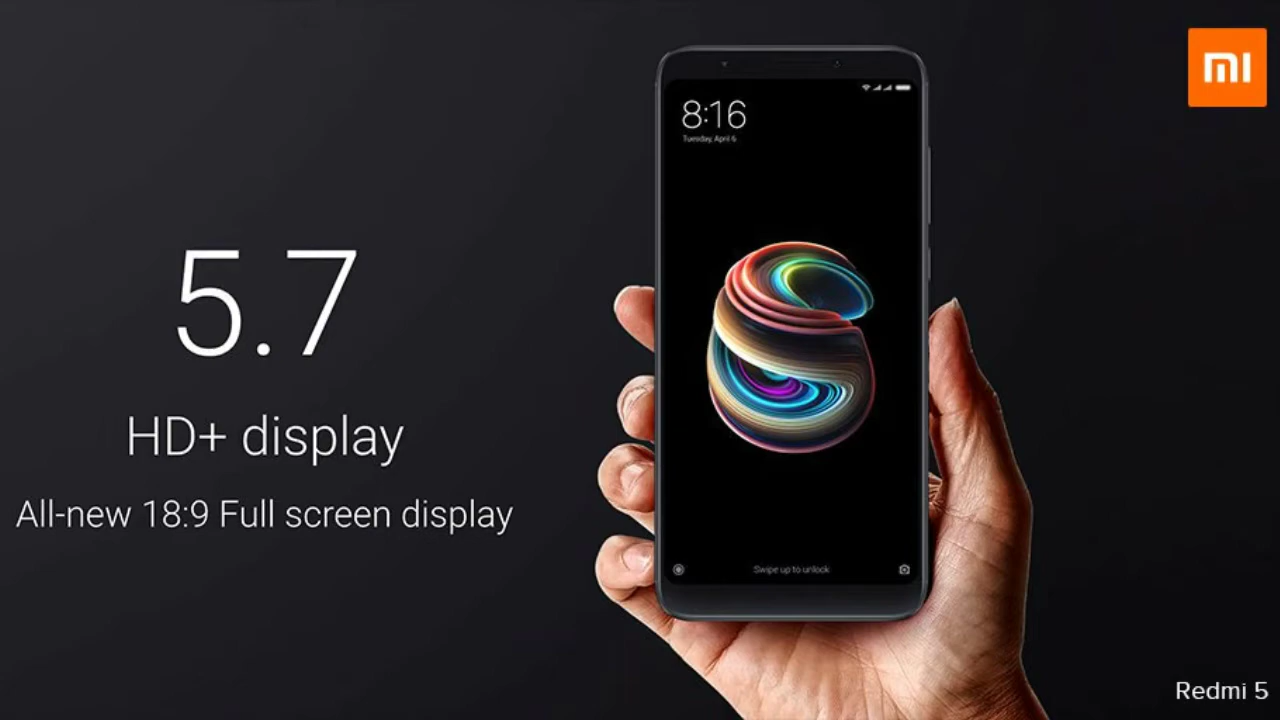 mi
8:16
Tuesday, April 6
5.7
HD+ display
All-new 18:9 Full screen display
Swipe up to unlock
Redmi 5